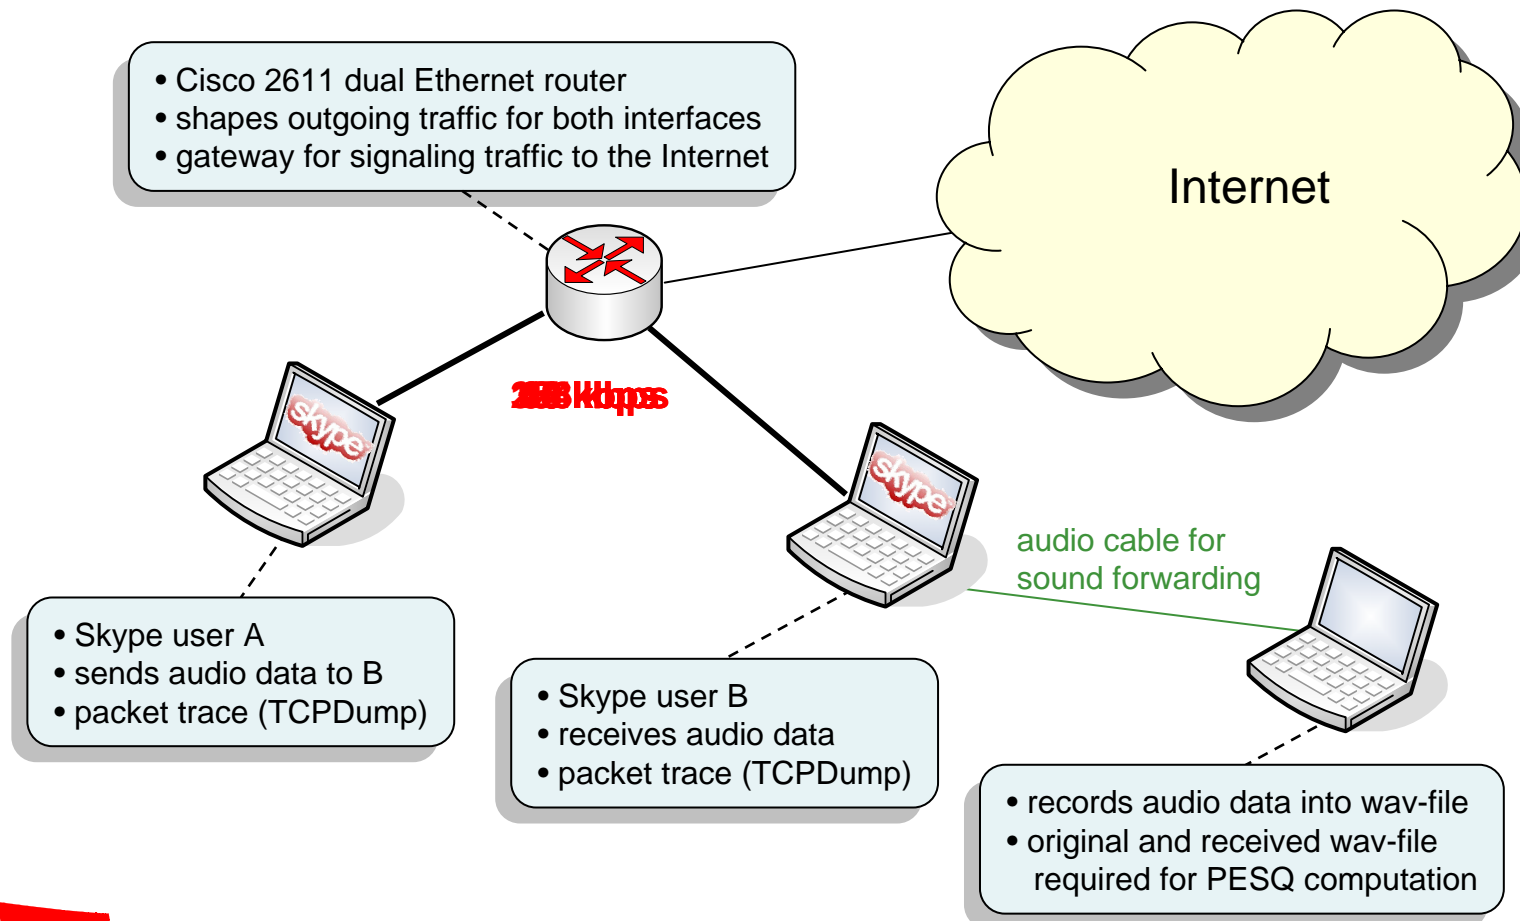 • Cisco 2611 dual Ethernet router
• shapes outgoing traffic for both interfaces
• gateway for signaling traffic to the Internet
Internet
skype
skype
audio cable for
sound forwarding
• Skype user A
• sends audio data to B
• packet trace (TCPDump)
• Skype user B
• receives audio data
• packet trace (TCPDump)
• records audio data into wav-file
• original and received wav-file
required for PESQ computation